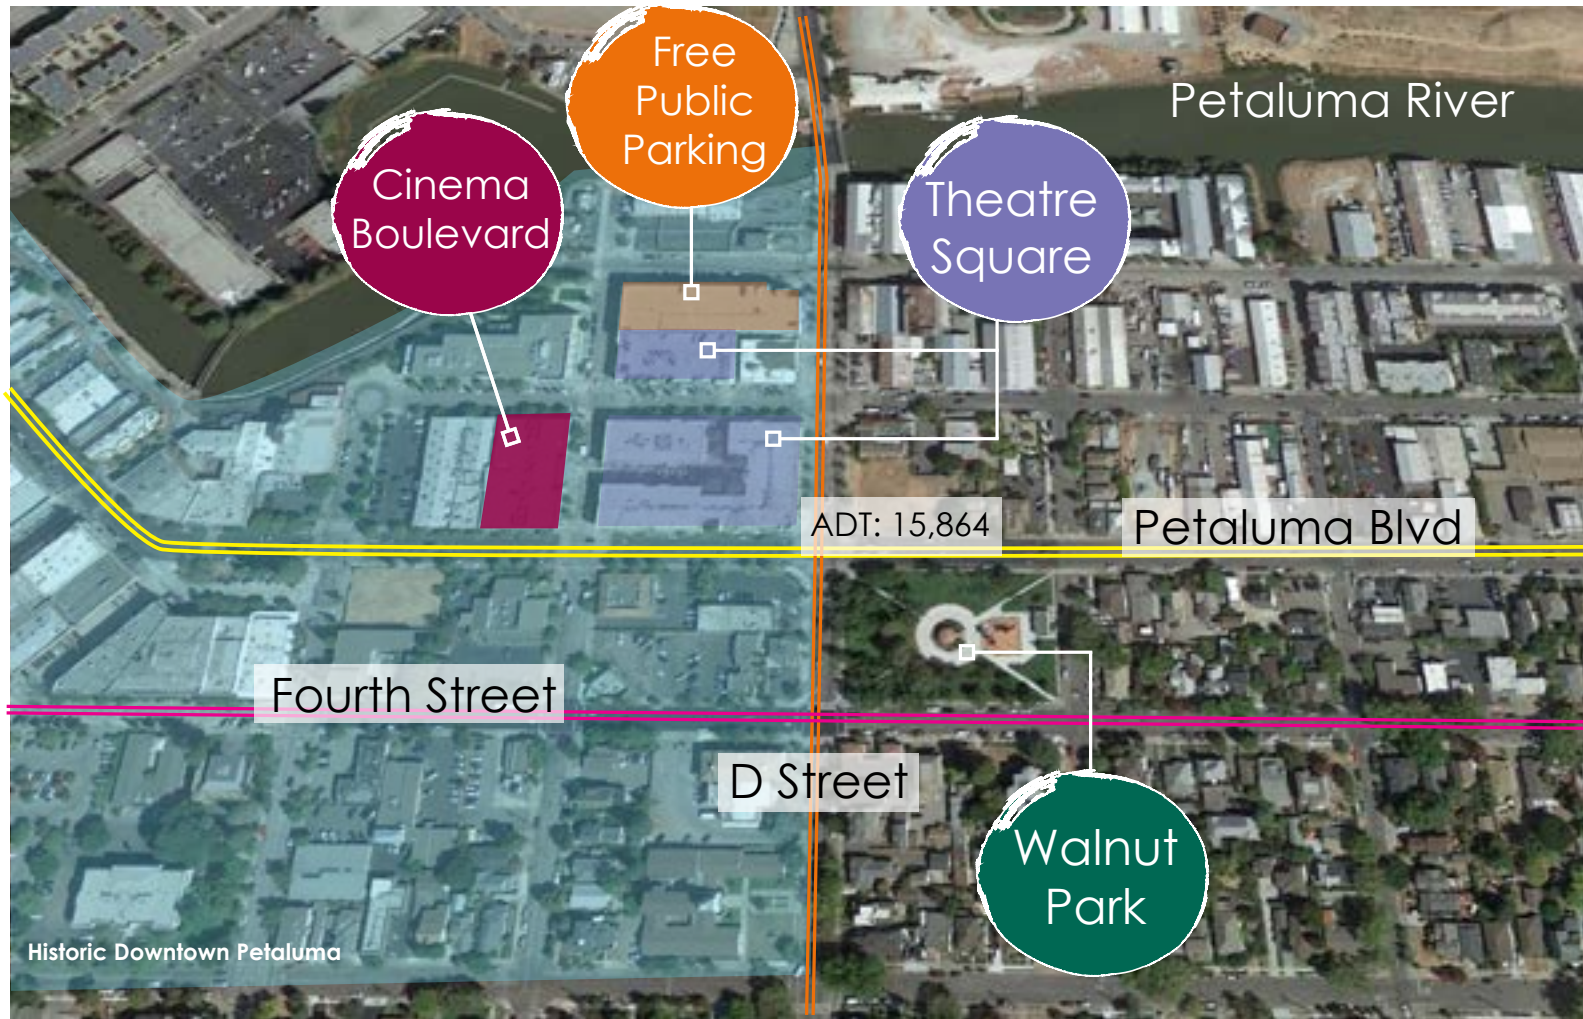 Free
Public
Parking
Petaluma River
Cinema
Boulevard
Theatre
Square
ADT: 15,864
Petaluma Blvd
Fourth Street
D Street
Walnut
Park
Historic Downtown Petaluma